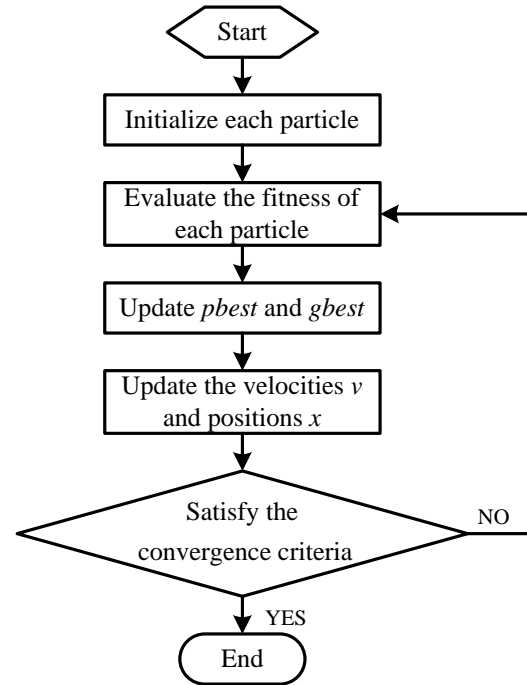 Start
Initialize each particle
Evaluate the fitness of
each particle
Update pbest and gbest
Update the velocities v
and positions x
Satisfy the
convergence criteria
NO
YES
End